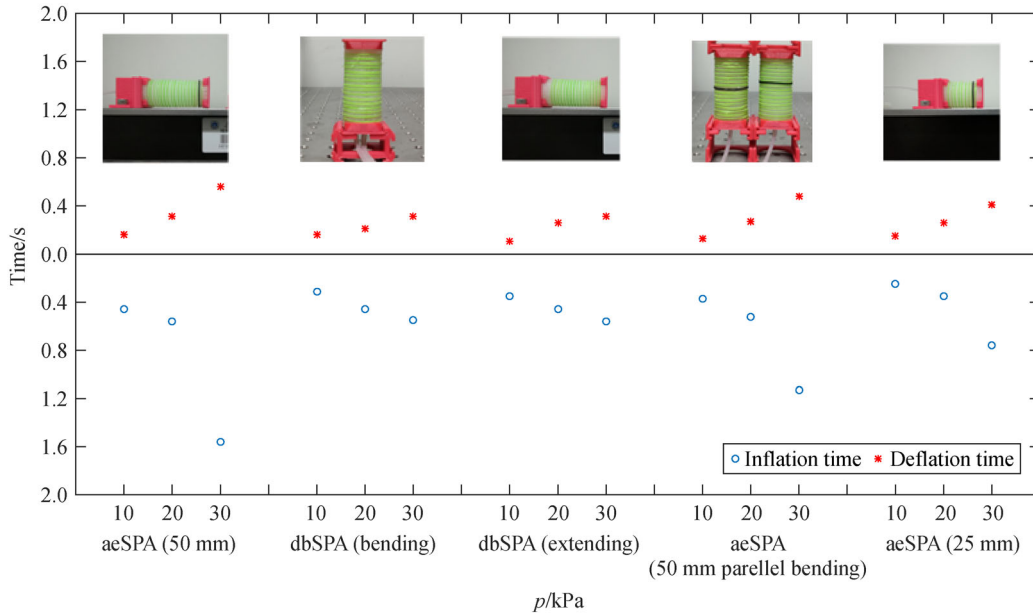 2.0
1.6
1.2
0.8
0.4
0.0
0.4
0.8
1.2
1.6
2.0
Time/s
Inflation time
Deflation time
10 20 30 10 20 30 10 20 30 10 20 30 10 20 30
aeSPA (50 mm) dbSPA (bending) dbSPA (extending) aeSPA aeSPA (25 mm)
(50 mm parellel bending)
p/kPa